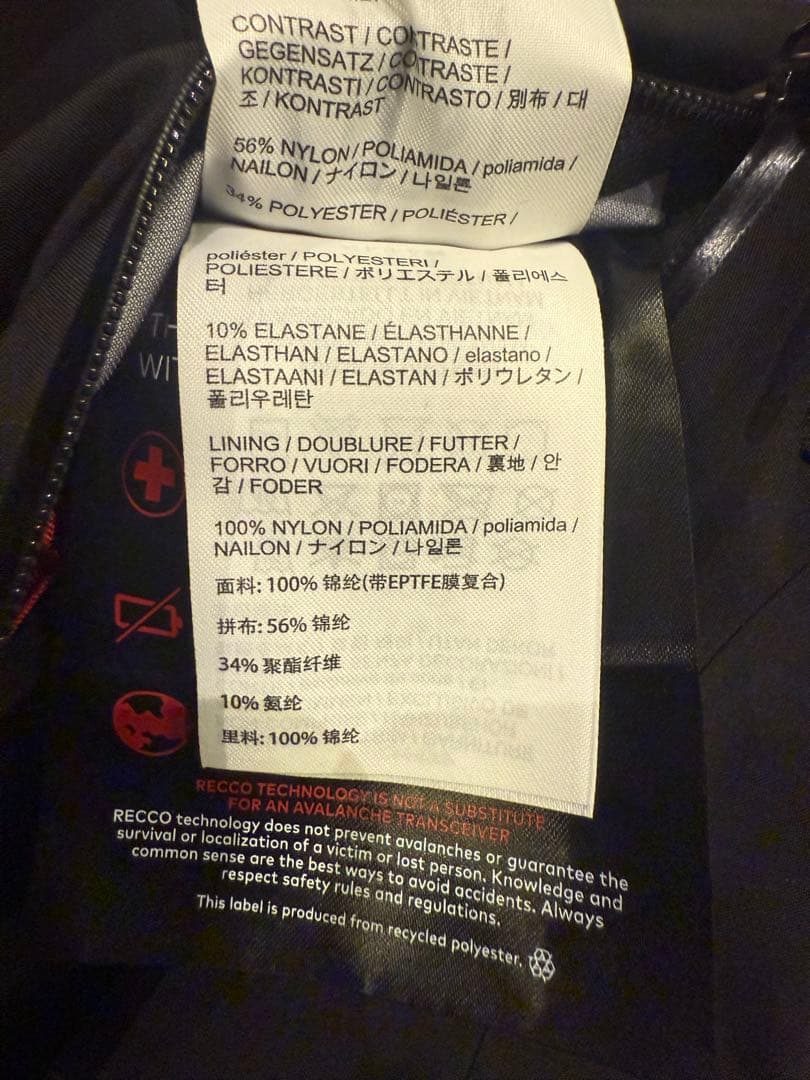 CONTRAST / CONTRASTE /
GEGENSATZ / CONTRASTE /
KONTRASTI / CONTRASTO / 別布 / 대
조 / KONTRAST
56% NYLON / POLIAMIDA / poliamida /
NAILON / ナイロン / 나일론
34% POLYESTER / POLIÉSTER /
poliéster / POLYESTERI /
POLIESTERE / ポリエステル / 폴리에스
터
10% ELASTANE / ÉLASTHANNE /
ELASTHAN / ELASTANO / elastano /
ELASTAANI / ELASTAN / ポリウレタン /
폴리우레탄
LINING / DOUBLURE / FUTTER /
FORRO / VUORI / FODERA / 裏地 / 안
감 / FODER
100% NYLON / POLIAMIDA / poliamida /
NAILON / ナイロン / 나일론
面料: 100% 锦纶(带EPTFE膜复合)
拼布: 56% 锦纶
34% 聚酯纤维
10% 氨纶
里料: 100% 锦纶
RECCO TECHNOLOGY IS NOT A SUBSTITUTE
FOR AN AVALANCHE TRANSCEIVER
RECCO technology does not prevent avalanches or guarantee the
survival or localization of a victim or lost person. Knowledge and
common sense are the best ways to avoid accidents. Always
respect safety rules and regulations.
This label is produced from recycled polyester.